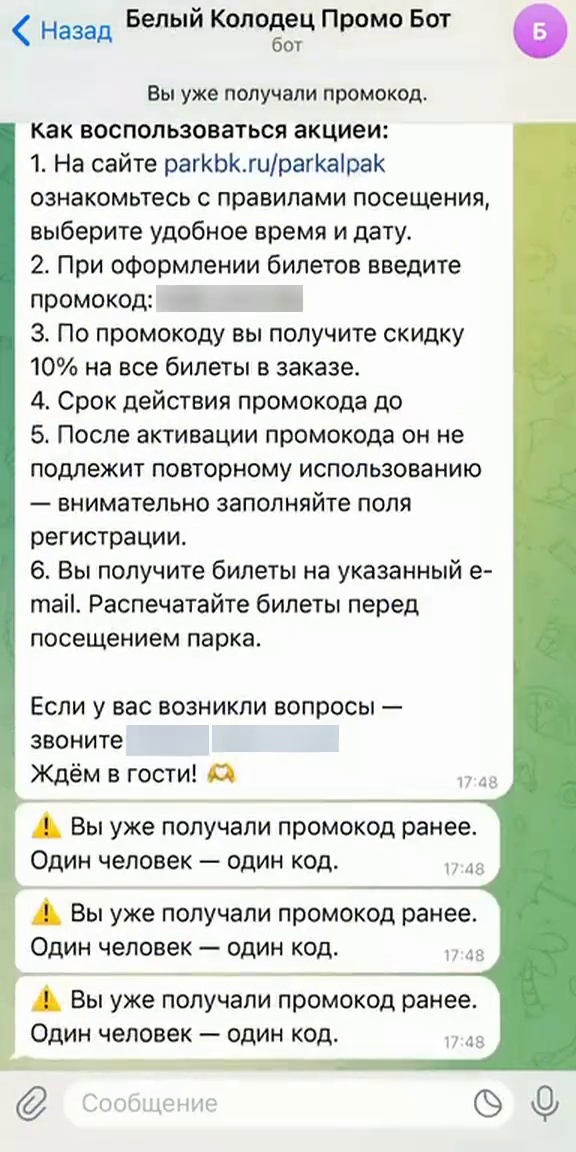 Назад
Белый Колодец Промо Бот
бот
Б
Вы уже получали промокод.
Как воспользоваться акцией:
1. На сайте parkbk.ru/parkalpak
ознакомьтесь с правилами посещения,
выберите удобное время и дату.
2. При оформлении билетов введите
промокод:
3. По промокоду вы получите скидку
10% на все билеты в заказе.
4. Срок действия промокода до
5. После активации промокода он не
подлежит повторному использованию
— внимательно заполняйте поля
регистрации.
6. Вы получите билеты на указанный e-
mail. Распечатайте билеты перед
посещением парка.
Если у вас возникли вопросы —
звоните
Ждём в гости! 🫶
17:48
⚠️ Вы уже получали промокод ранее.
Один человек — один код.
17:48
⚠️ Вы уже получали промокод ранее.
Один человек — один код.
17:48
⚠️ Вы уже получали промокод ранее.
Один человек — один код.
17:48
Сообщение